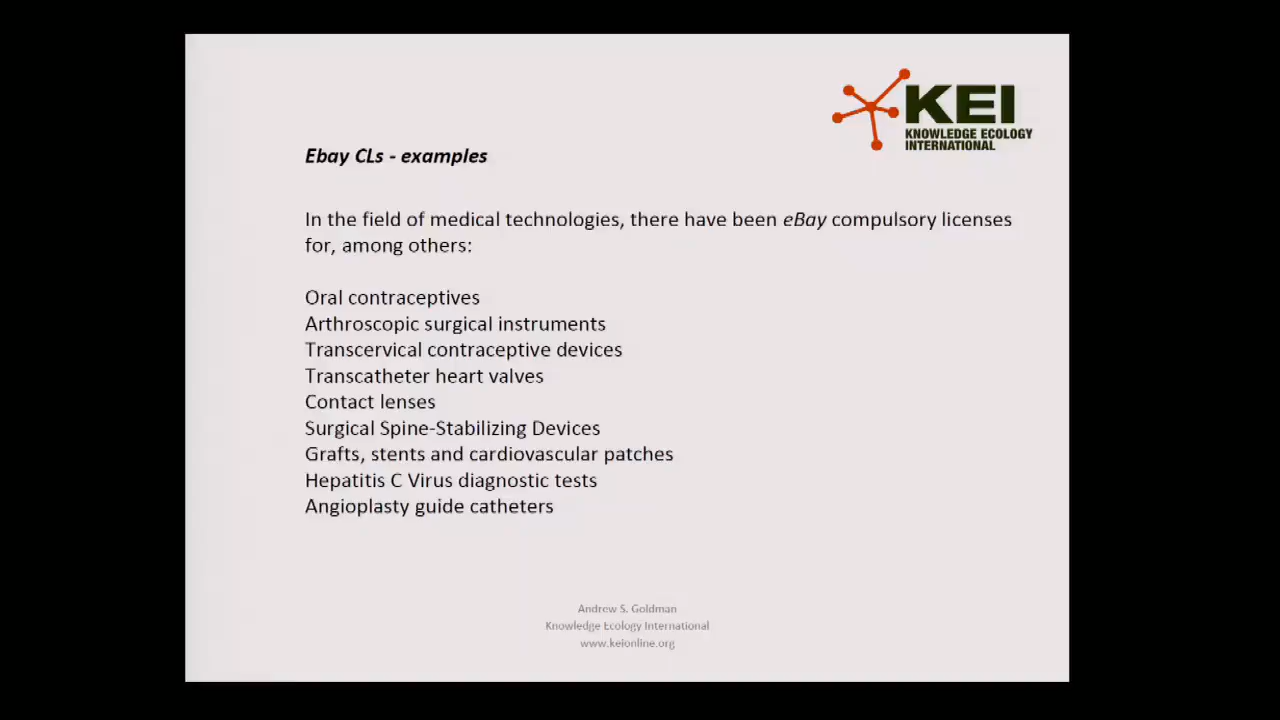 KEI
KNOWLEDGE ECOLOGY
INTERNATIONAL
Ebay CLs - examples
In the field of medical technologies, there have been eBay compulsory licenses
for, among others:
Oral contraceptives
Arthroscopic surgical instruments
Transcervical contraceptive devices
Transcatheter heart valves
Contact lenses
Surgical Spine-Stabilizing Devices
Grafts, stents and cardiovascular patches
Hepatitis C Virus diagnostic tests
Angioplasty guide catheters
Andrew S. Goldman
Knowledge Ecology International
www.keionline.org